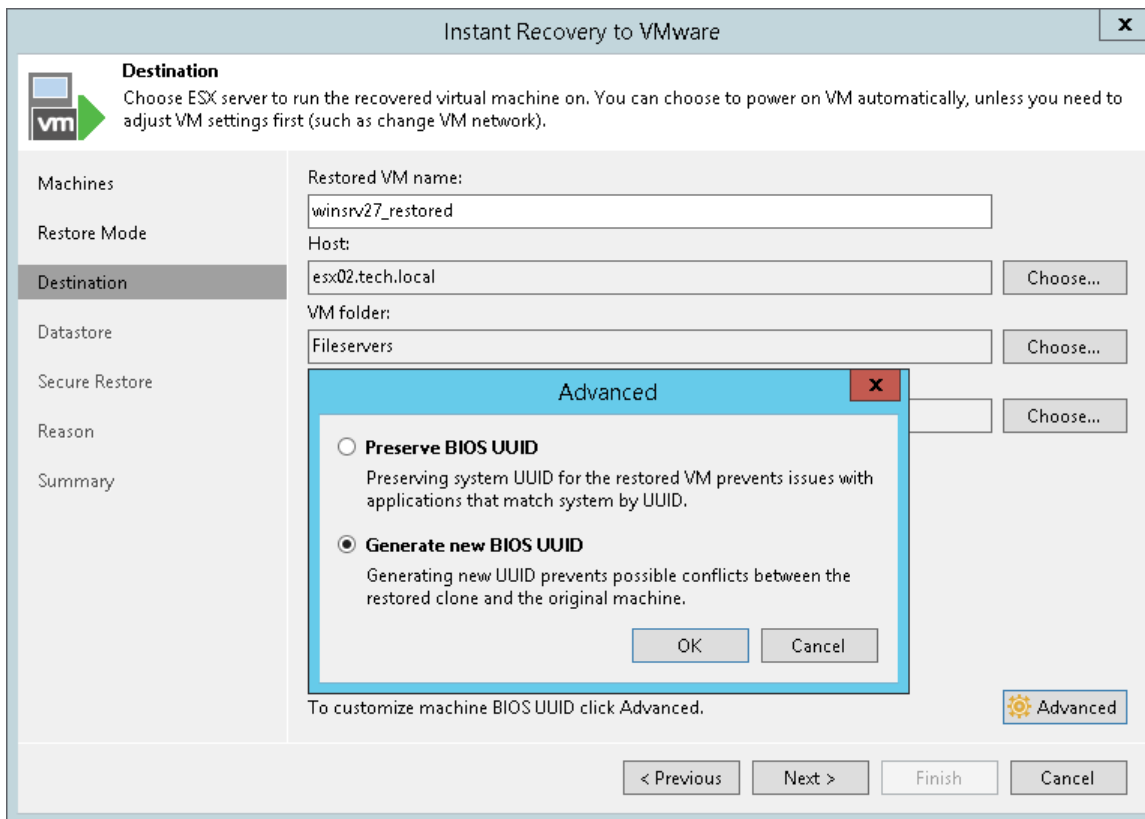 Instant Recovery to VMware
X
vm
Destination
Choose ESX server to run the recovered virtual machine on. You can choose to power on VM automatically, unless you need to
adjust VM settings first (such as change VM network).
Machines
Restore Mode
Destination
Datastore
Secure Restore
Reason
Summary
Restored VM name:
winsrv27_restored
Host:
esx02.tech.local
Choose...
VM folder:
Fileservers
Choose...
Choose...
Advanced
x
Preserve BIOS UUID
Preserving system UUID for the restored VM prevents issues with
applications that match system by UUID.
Generate new BIOS UUID
Generating new UUID prevents possible conflicts between the
restored clone and the original machine.
OK
Cancel
To customize machine BIOS UUID click Advanced.
Advanced
< Previous
Next >
Finish
Cancel